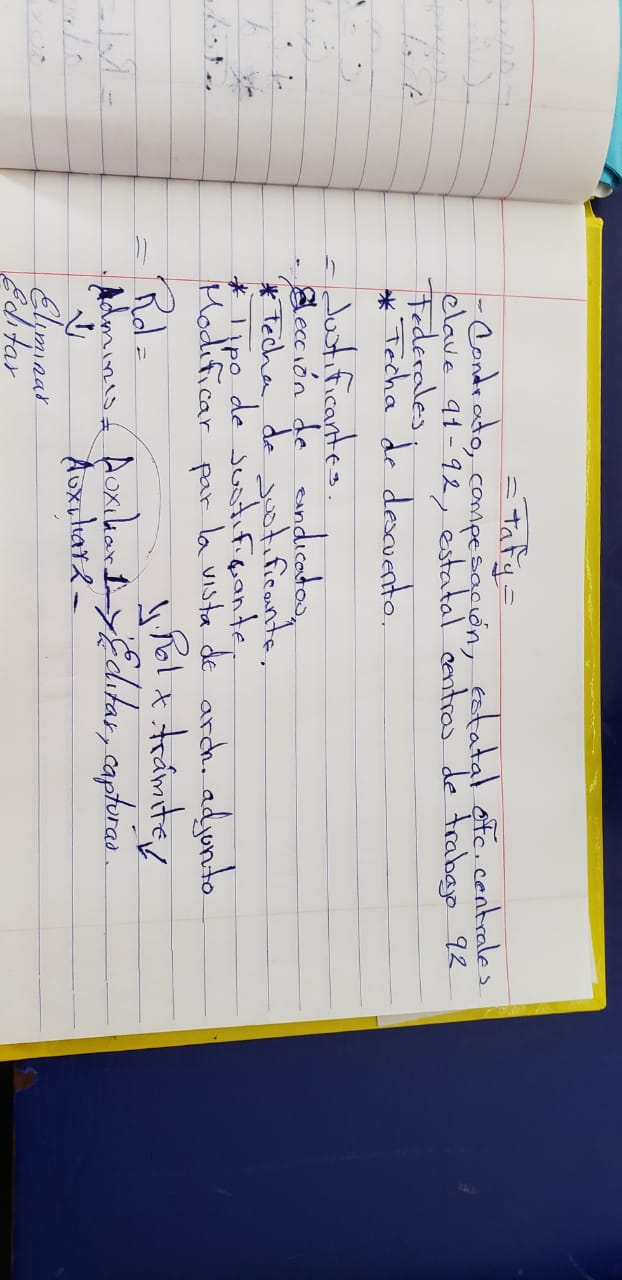 = Tafy =
- Contrato, compesación, estatal ofc. centrales
clave 91-92, estatal centros de trabajo 92
Federales.
* Fecha de descuento.
= Justificantes.
- Elección de sindicatos,
* Fecha de justificante.
* Tipo de justificante.
Modificar par la vista de arch. adjunto
y. Rol x. trámite
= Rol =
. Adminis = Auxiliar 1 → Editar, capturas.
Auxiliar 2 -
Eliminar
Editar